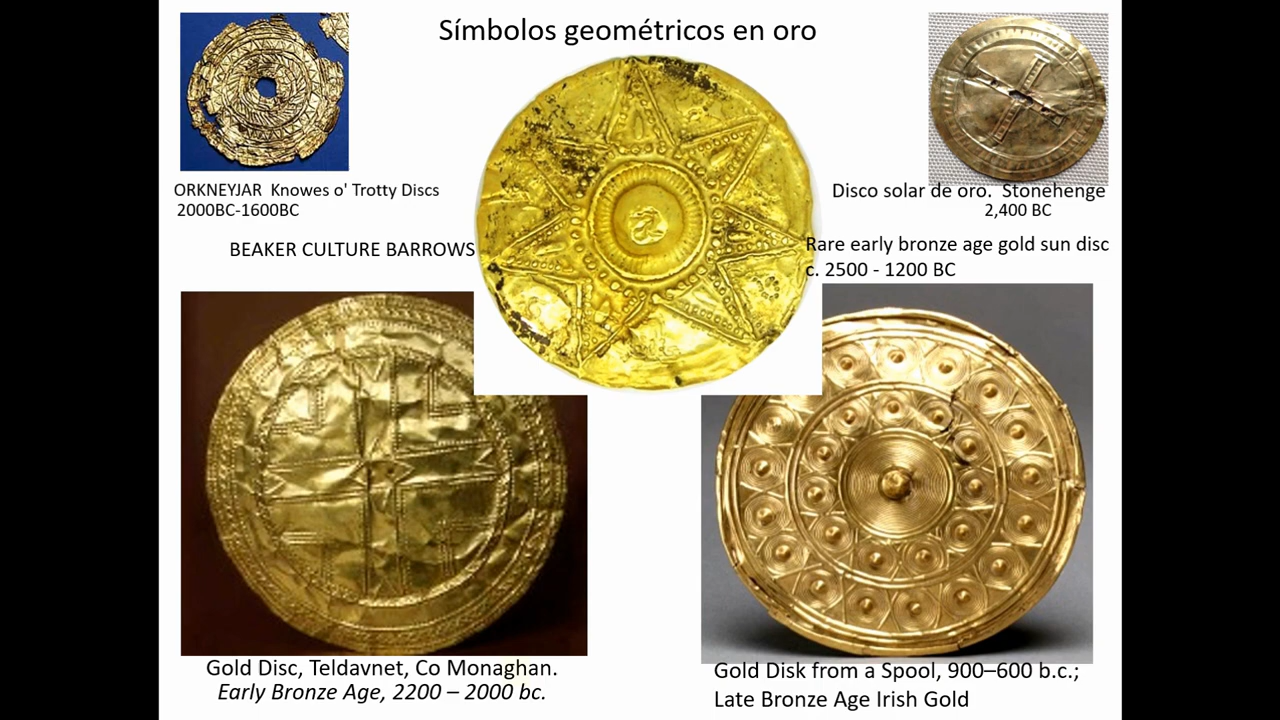 Símbolos geométricos en oro
ORKNEYJAR Knowes o' Trotty Discs
2000BC-1600BC
Disco solar de oro. Stonehenge
2,400 BC
BEAKER CULTURE BARROWS
Rare early bronze age gold sun disc
c. 2500 - 1200 BC
Gold Disc, Teldavnet, Co Monaghan.
Early Bronze Age, 2200 – 2000 bc.
Gold Disk from a Spool, 900–600 b.c.;
Late Bronze Age Irish Gold